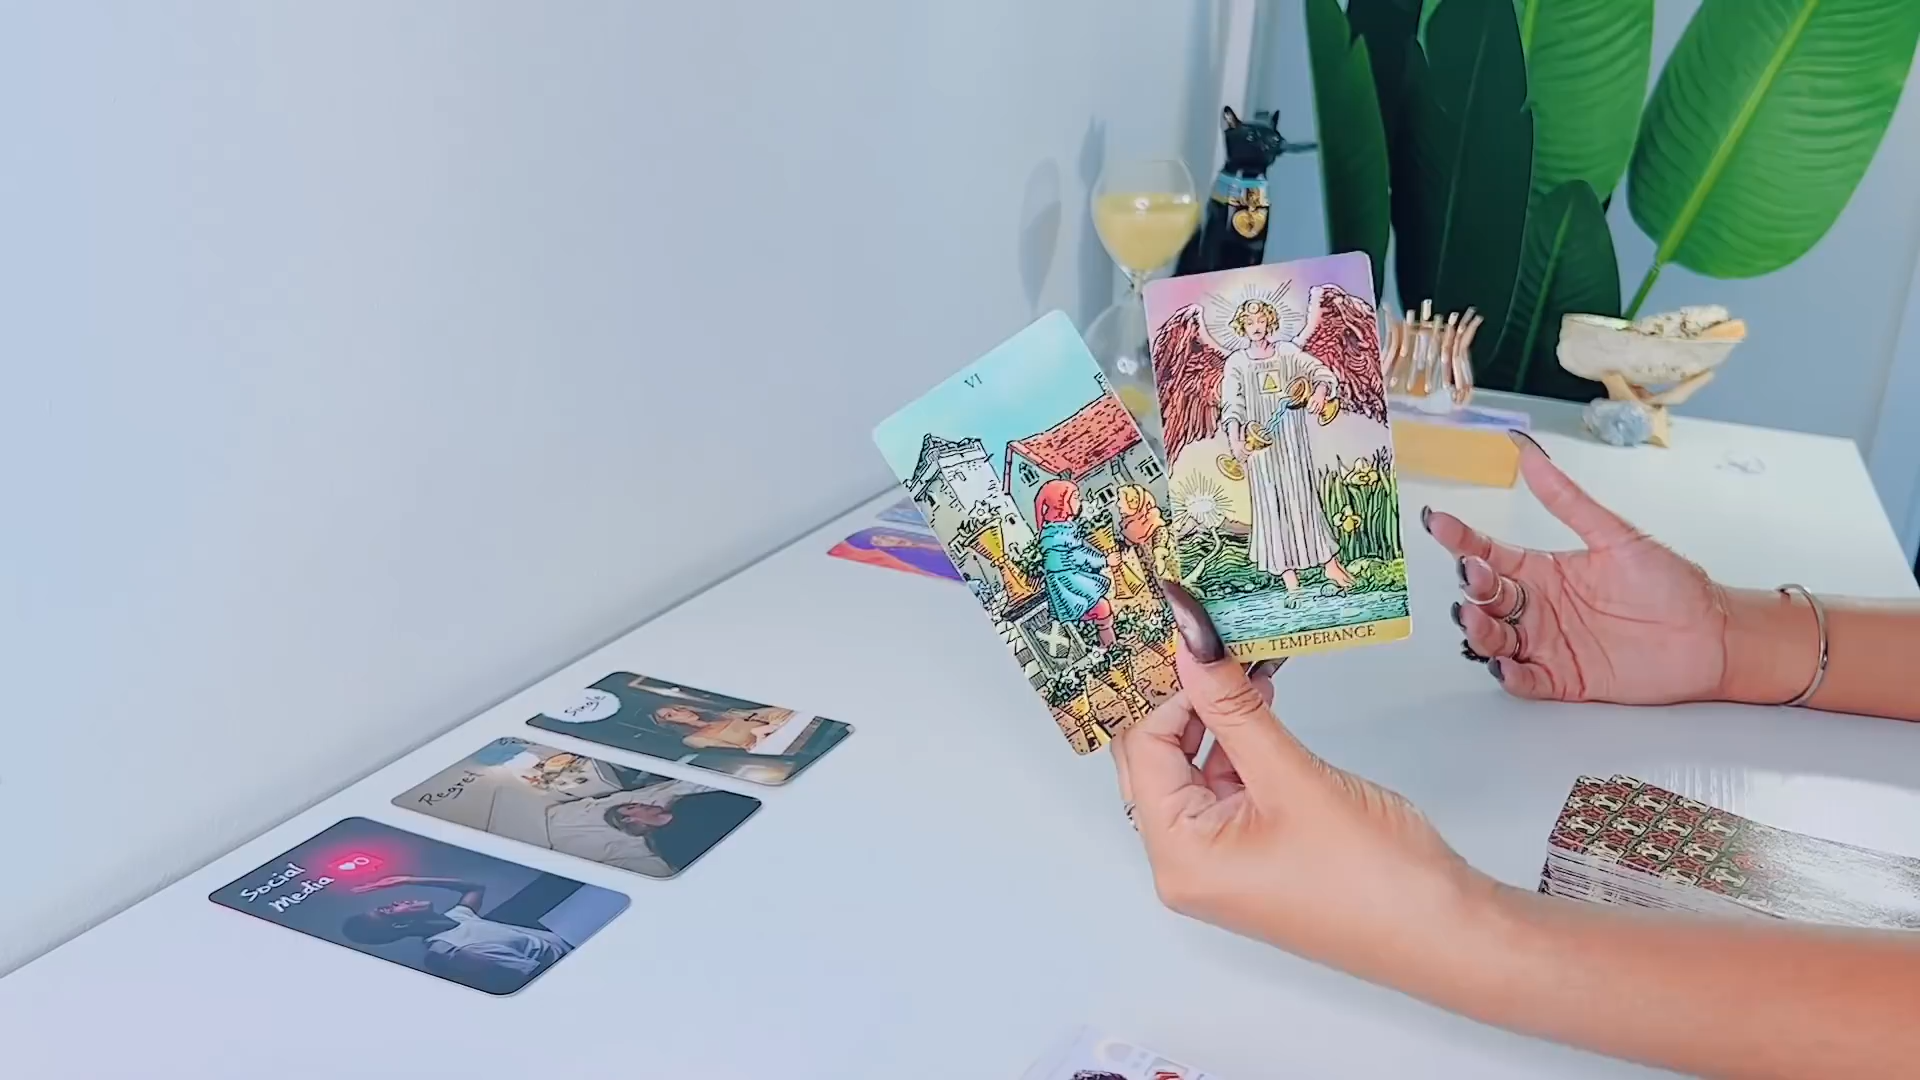 VI
XIV - TEMPERANCE
Single
Regret
Social
Media